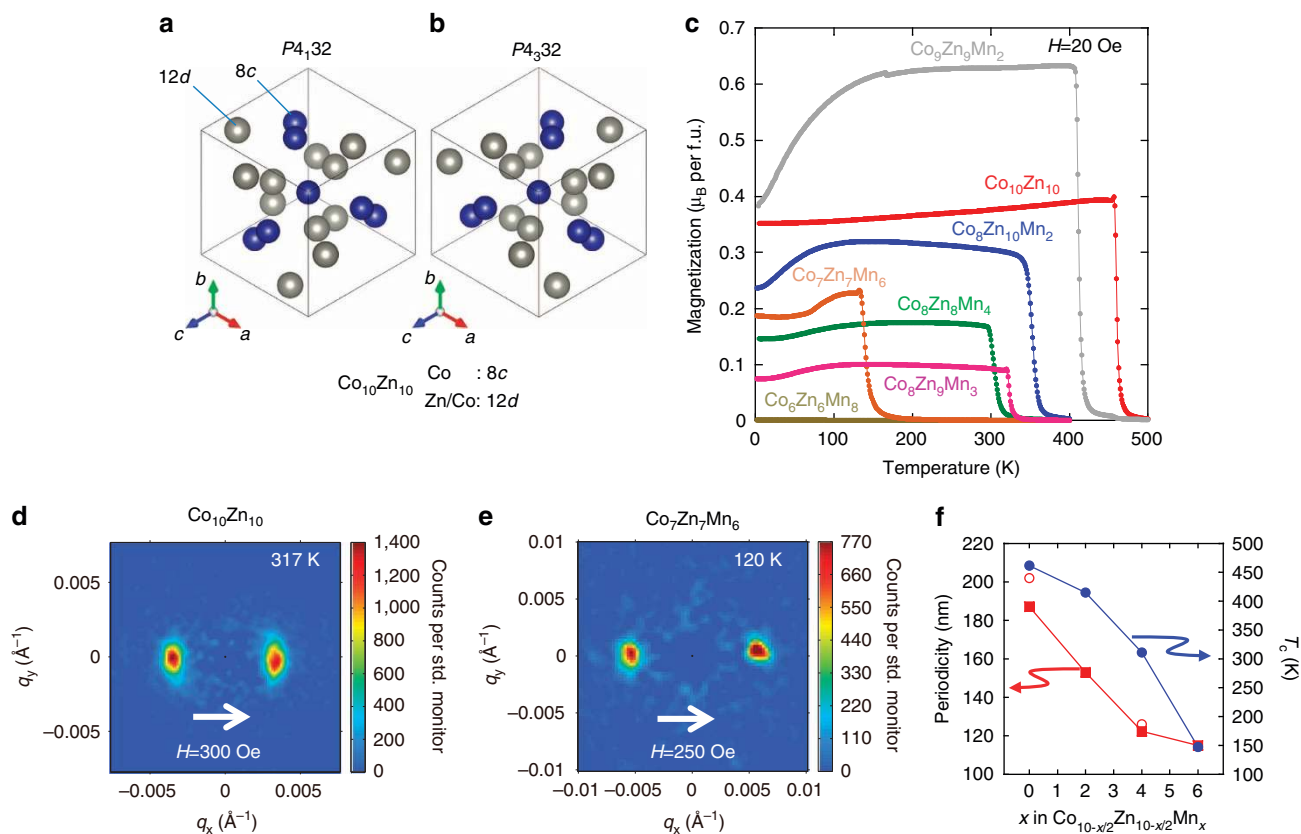 a
P4₁32
12d
8c
b
c
a
b
P4₃32
b
c
a
Co₁₀Zn₁₀
Co : 8c
Zn/Co: 12d
c
H=20 Oe
Co₉Zn₉Mn₂
Co₁₀Zn₁₀
Co₈Zn₁₀Mn₂
Co₇Zn₇Mn₆
Co₈Zn₈Mn₄
Co₈Zn₉Mn₃
Co₆Zn₆Mn₈
Magnetization (μB per f.u.)
0.7
0.6
0.5
0.4
0.3
0.2
0.1
0
0 100 200 300 400 500
Temperature (K)
d
Co₁₀Zn₁₀
317 K
H=300 Oe
qy (Å⁻¹)
0.005
0
−0.005
−0.005 0 0.005
qx (Å⁻¹)
1,400
1,200
1,000
800
600
400
200
0
Counts per std. monitor
e
Co₇Zn₇Mn₆
120 K
H=250 Oe
qy (Å⁻¹)
0.01
0.005
0
−0.005
−0.01
−0.01 −0.005 0 0.005 0.01
qx (Å⁻¹)
770
660
550
440
330
220
110
0
Counts per std. monitor
f
Periodicity (nm)
220
200
180
160
140
120
100
500
450
400
350
300
250
200
150
100
Tc (K)
0 1 2 3 4 5 6
x in Co₁₀₋ₓ/₂Zn₁₀₋ₓ/₂Mnₓ